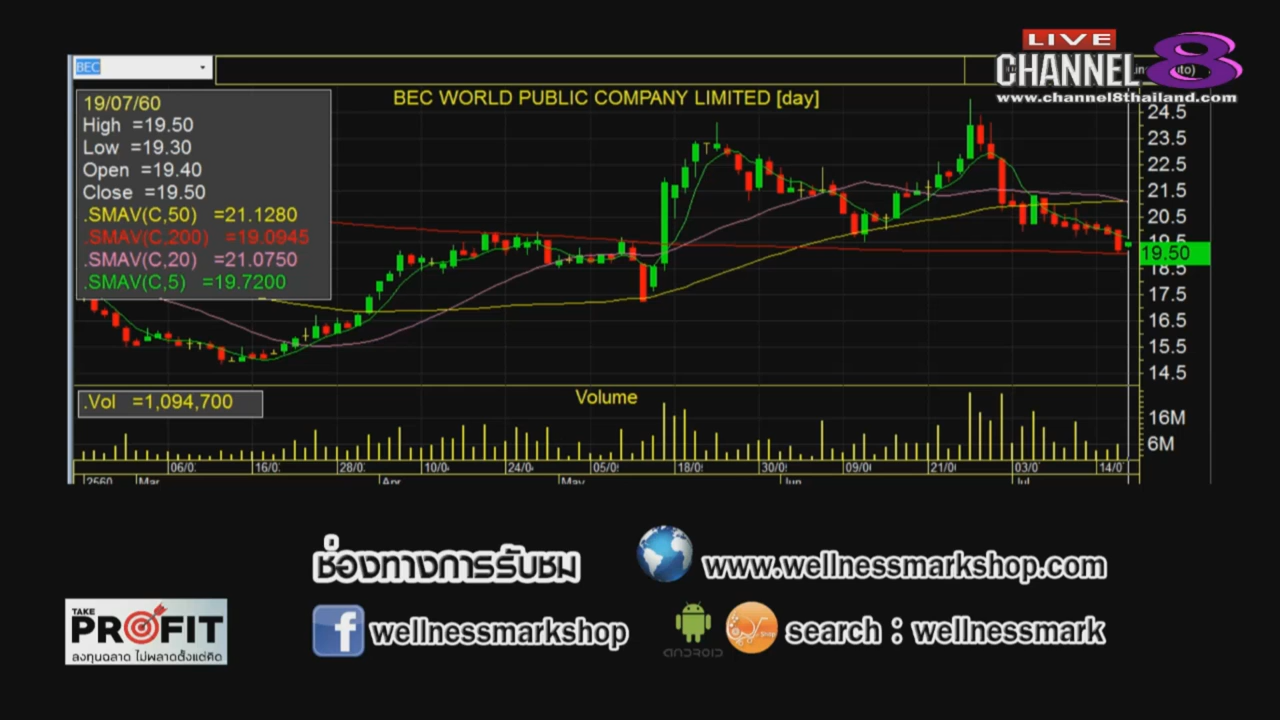 LIVE
CHANNEL 8
www.channel8thailand.com
BEC
BEC WORLD PUBLIC COMPANY LIMITED [day]
19/07/60
High =19.50
Low =19.30
Open =19.40
Close =19.50
.SMAV(C,50) =21.1280
.SMAV(C,200) =19.0945
.SMAV(C,20) =21.0750
.SMAV(C,5) =19.7200
24.5
23.5
22.5
21.5
20.5
19.5
19.50
18.5
17.5
16.5
15.5
14.5
.Vol =1,094,700
Volume
16M
6M
06/0 16/0 28/0 10/0 24/0 05/0 18/0 30/0 09/0 21/0 03/0 14/0
2560 Mar Apr May Jun Jul
ช่องทางการรับชม
www.wellnessmarkshop.com
wellnessmarkshop
ANDROID
search : wellnessmark
TAKE
PROFIT
ลงทุนฉลาด ไม่พลาดตั้งแต่คิด